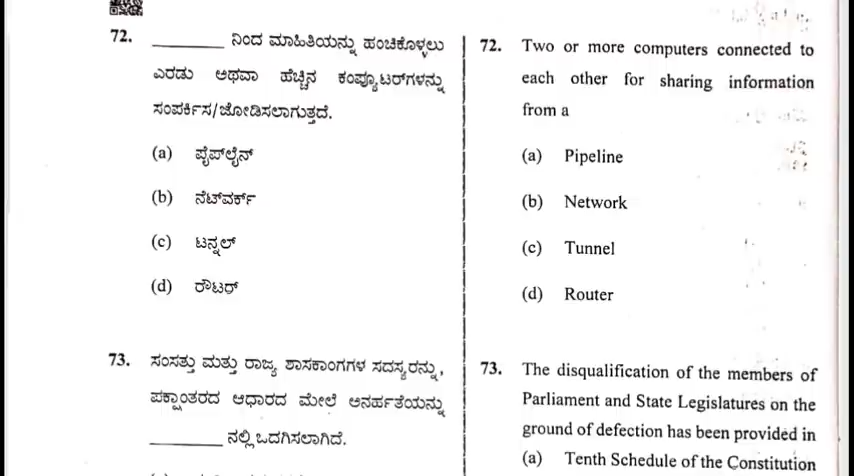 72. ________ ನಿಂದ ಮಾಹಿತಿಯನ್ನು ಹಂಚಿಕೊಳ್ಳಲು
ಎರಡು ಅಥವಾ ಹೆಚ್ಚಿನ ಕಂಪ್ಯೂಟರ್‌ಗಳನ್ನು
ಸಂಪರ್ಕಿಸ/ಜೋಡಿಸಲಾಗುತ್ತದೆ.
(a) ಪೈಪ್‌ಲೈನ್
(b) ನೆಟ್‌ವರ್ಕ್
(c) ಟನ್ನಲ್
(d) ರೌಟರ್
73. ಸಂಸತ್ತು ಮತ್ತು ರಾಜ್ಯ ಶಾಸಕಾಂಗಗಳ ಸದಸ್ಯರನ್ನು,
ಪಕ್ಷಾಂತರದ ಆಧಾರದ ಮೇಲೆ ಅನರ್ಹತೆಯನ್ನು
________ ನಲ್ಲಿ ಒದಗಿಸಲಾಗಿದೆ.
72. Two or more computers connected to
each other for sharing information
from a
(a) Pipeline
(b) Network
(c) Tunnel
(d) Router
73. The disqualification of the members of
Parliament and State Legislatures on the
ground of defection has been provided in
(a) Tenth Schedule of the Constitution